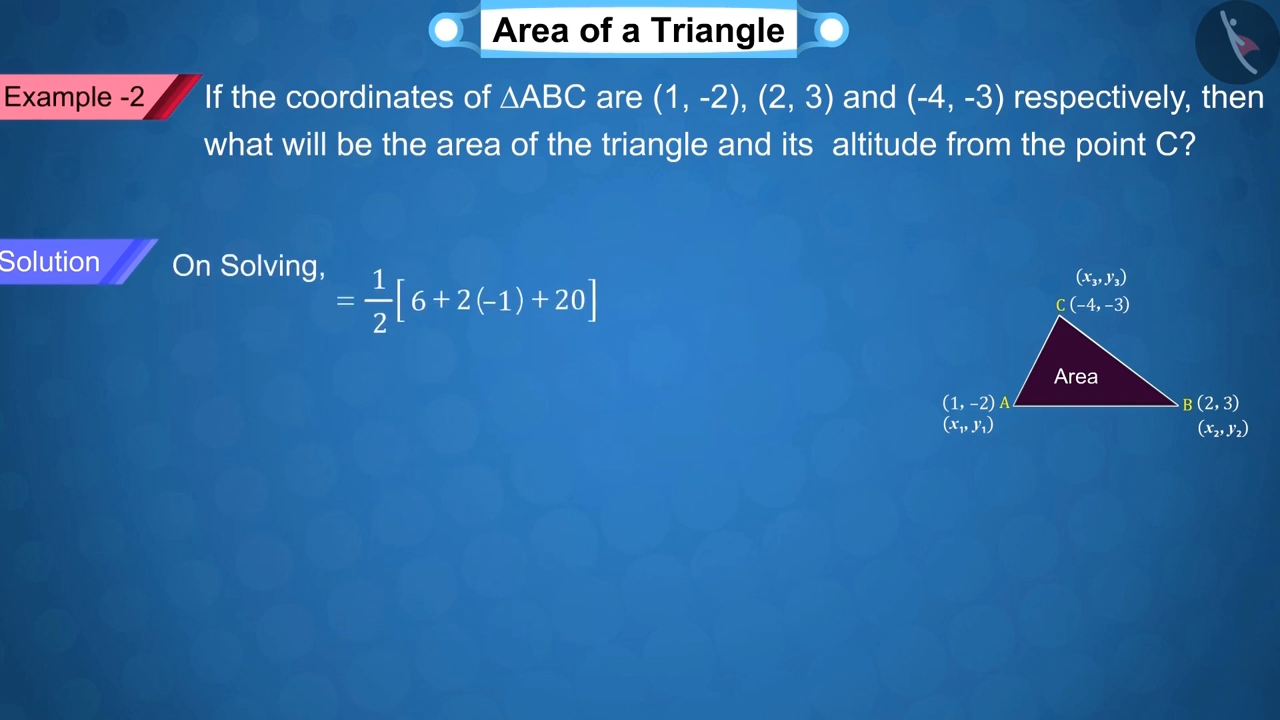 Area of a Triangle
Example -2
If the coordinates of ∆ABC are (1, -2), (2, 3) and (-4, -3) respectively, then
what will be the area of the triangle and its altitude from the point C?
Solution
On Solving,
= 1/2 [ 6 + 2 (–1) + 20 ]
(x₃, y₃)
C (–4, –3)
Area
(1, –2) A
(x₁, y₁)
B (2, 3)
(x₂, y₂)